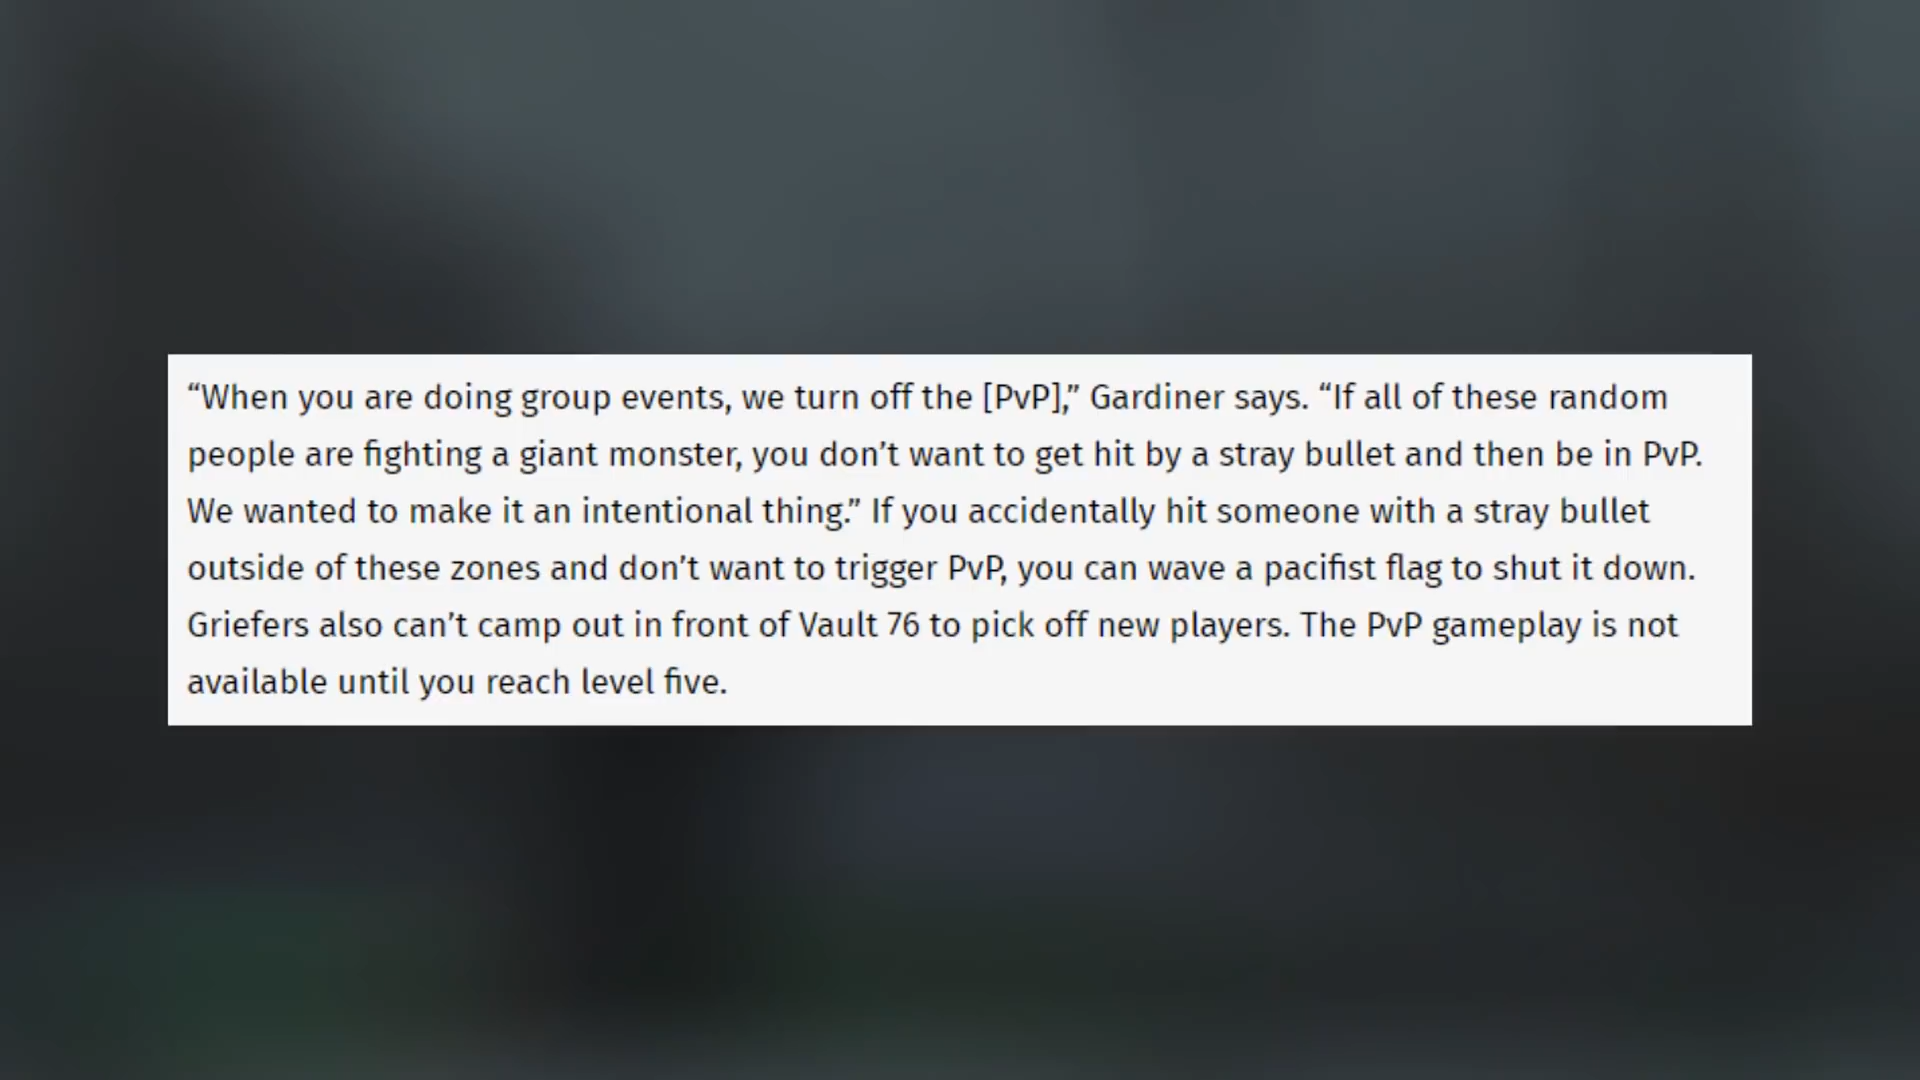 “When you are doing group events, we turn off the [PvP],” Gardiner says. “If all of these random
people are fighting a giant monster, you don’t want to get hit by a stray bullet and then be in PvP.
We wanted to make it an intentional thing.” If you accidentally hit someone with a stray bullet
outside of these zones and don’t want to trigger PvP, you can wave a pacifist flag to shut it down.
Griefers also can’t camp out in front of Vault 76 to pick off new players. The PvP gameplay is not
available until you reach level five.